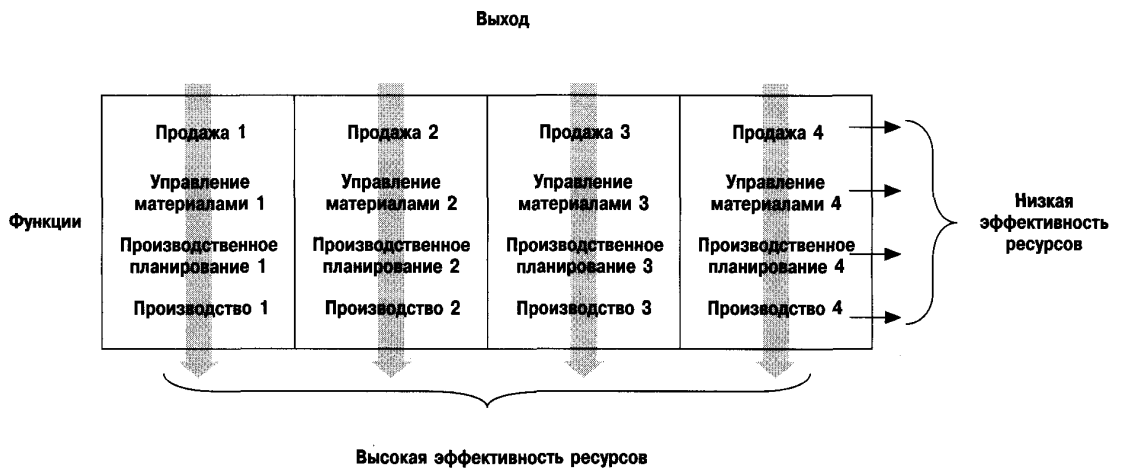 Выход
Продажа 1
Продажа 2
Продажа 3
Продажа 4
Управление
материалами 1
Управление
материалами 2
Управление
материалами 3
Управление
материалами 4
Функции
Низкая
эффективность
ресурсов
Производственное
планирование 1
Производственное
планирование 2
Производственное
планирование 3
Производственное
планирование 4
Производство 1
Производство 2
Производство 3
Производство 4
Высокая эффективность ресурсов